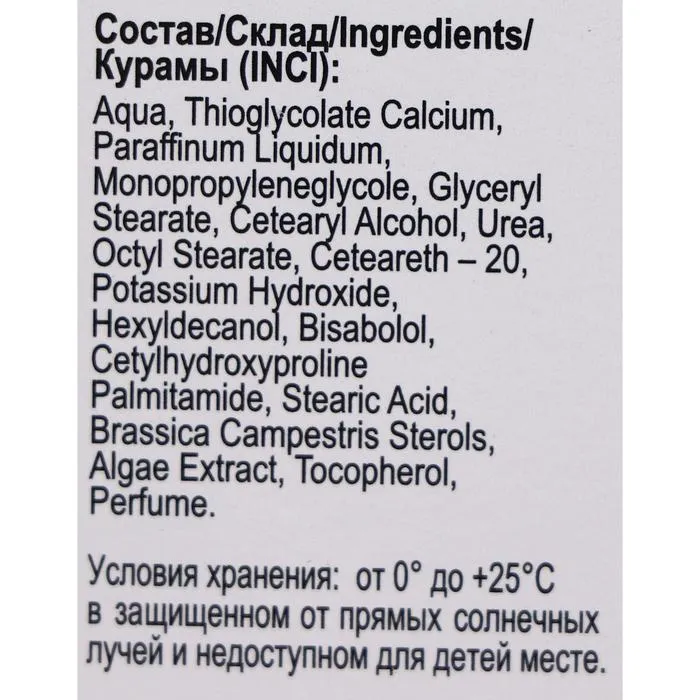 Состав/Склад/Ingredients/
Курамы (INCI):
Aqua, Thioglycolate Calcium,
Paraffinum Liquidum,
Monopropyleneglycole, Glyceryl
Stearate, Cetearyl Alcohol, Urea,
Octyl Stearate, Ceteareth – 20,
Potassium Hydroxide,
Hexyldecanol, Bisabolol,
Cetylhydroxyproline
Palmitamide, Stearic Acid,
Brassica Campestris Sterols,
Algae Extract, Tocopherol,
Perfume.
Условия хранения: от 0° до +25°С
в защищенном от прямых солнечных
лучей и недоступном для детей месте.